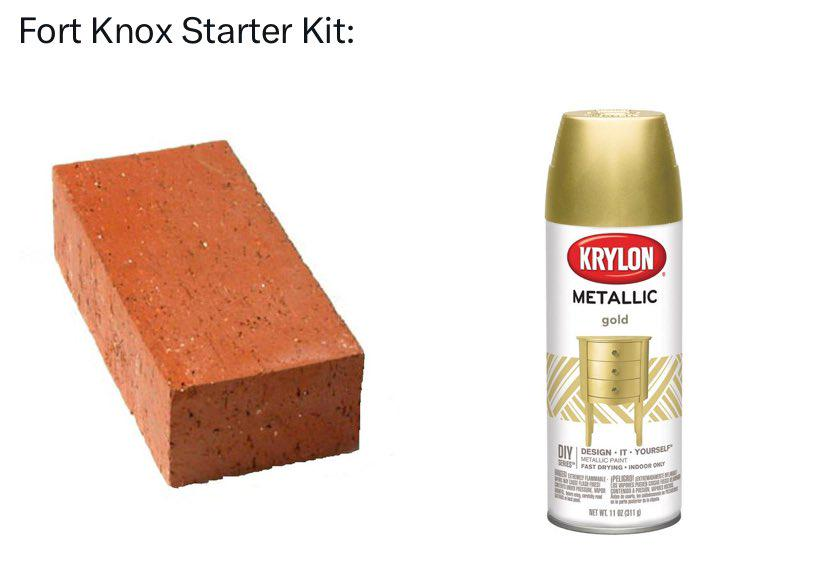 Fort Knox Starter Kit:
KRYLON
METALLIC
gold
DIY
SERIES™
DESIGN • IT • YOURSELF®
METALLIC PAINT
FAST DRYING • INDOOR ONLY
NET WT. 11 OZ (311 g)